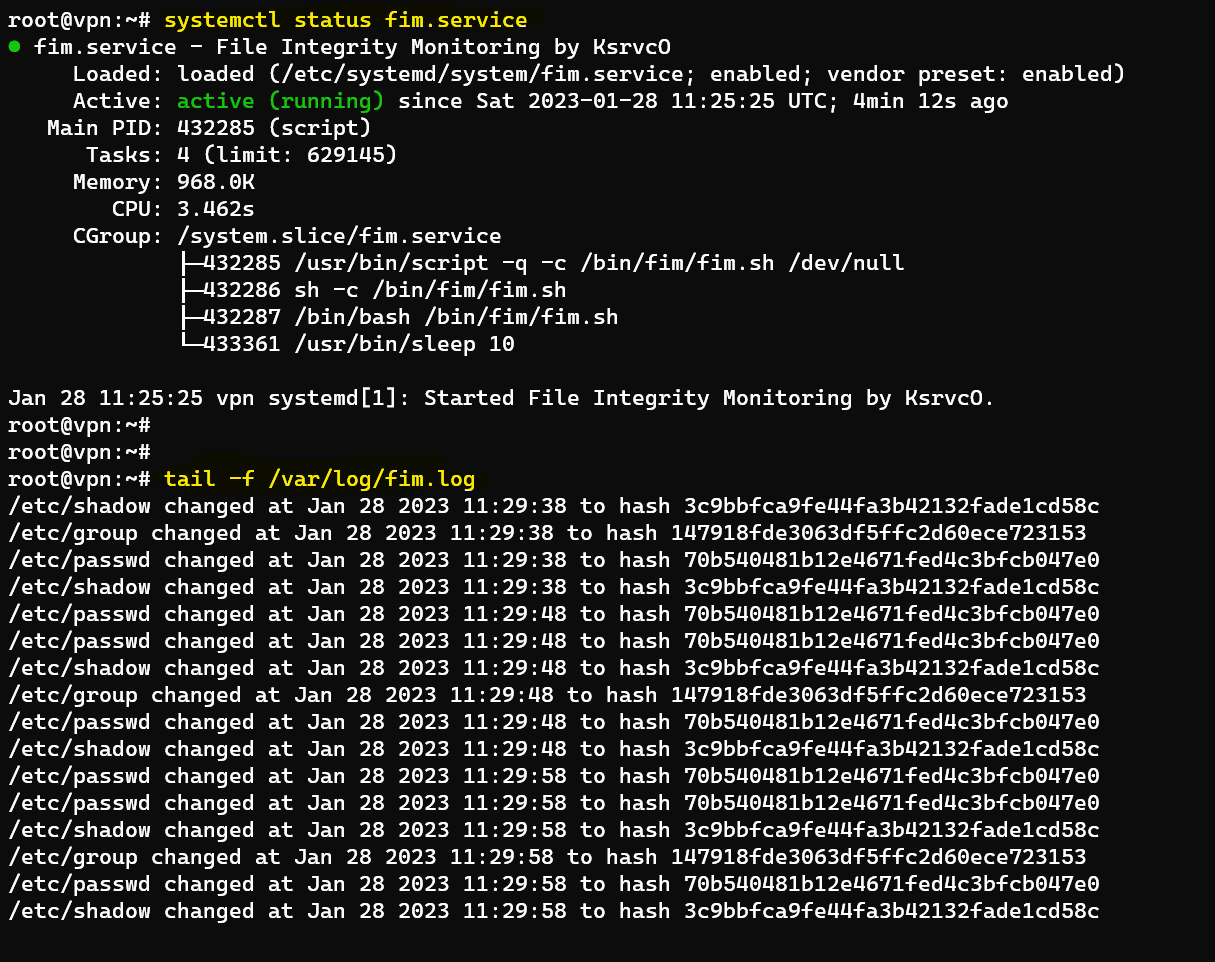 root@vpn:~# systemctl status fim.service
● fim.service - File Integrity Monitoring by KsrvcO
Loaded: loaded (/etc/systemd/system/fim.service; enabled; vendor preset: enabled)
Active: active (running) since Sat 2023-01-28 11:25:25 UTC; 4min 12s ago
Main PID: 432285 (script)
Tasks: 4 (limit: 629145)
Memory: 968.0K
CPU: 3.462s
CGroup: /system.slice/fim.service
├─432285 /usr/bin/script -q -c /bin/fim/fim.sh /dev/null
├─432286 sh -c /bin/fim/fim.sh
├─432287 /bin/bash /bin/fim/fim.sh
└─433361 /usr/bin/sleep 10
Jan 28 11:25:25 vpn systemd[1]: Started File Integrity Monitoring by KsrvcO.
root@vpn:~#
root@vpn:~#
root@vpn:~# tail -f /var/log/fim.log
/etc/shadow changed at Jan 28 2023 11:29:38 to hash 3c9bbfca9fe44fa3b42132fade1cd58c
/etc/group changed at Jan 28 2023 11:29:38 to hash 147918fde3063df5ffc2d60ece723153
/etc/passwd changed at Jan 28 2023 11:29:38 to hash 70b540481b12e4671fed4c3bfcb047e0
/etc/shadow changed at Jan 28 2023 11:29:38 to hash 3c9bbfca9fe44fa3b42132fade1cd58c
/etc/passwd changed at Jan 28 2023 11:29:48 to hash 70b540481b12e4671fed4c3bfcb047e0
/etc/passwd changed at Jan 28 2023 11:29:48 to hash 70b540481b12e4671fed4c3bfcb047e0
/etc/shadow changed at Jan 28 2023 11:29:48 to hash 3c9bbfca9fe44fa3b42132fade1cd58c
/etc/group changed at Jan 28 2023 11:29:48 to hash 147918fde3063df5ffc2d60ece723153
/etc/passwd changed at Jan 28 2023 11:29:48 to hash 70b540481b12e4671fed4c3bfcb047e0
/etc/shadow changed at Jan 28 2023 11:29:48 to hash 3c9bbfca9fe44fa3b42132fade1cd58c
/etc/passwd changed at Jan 28 2023 11:29:58 to hash 70b540481b12e4671fed4c3bfcb047e0
/etc/passwd changed at Jan 28 2023 11:29:58 to hash 70b540481b12e4671fed4c3bfcb047e0
/etc/shadow changed at Jan 28 2023 11:29:58 to hash 3c9bbfca9fe44fa3b42132fade1cd58c
/etc/group changed at Jan 28 2023 11:29:58 to hash 147918fde3063df5ffc2d60ece723153
/etc/passwd changed at Jan 28 2023 11:29:58 to hash 70b540481b12e4671fed4c3bfcb047e0
/etc/shadow changed at Jan 28 2023 11:29:58 to hash 3c9bbfca9fe44fa3b42132fade1cd58c